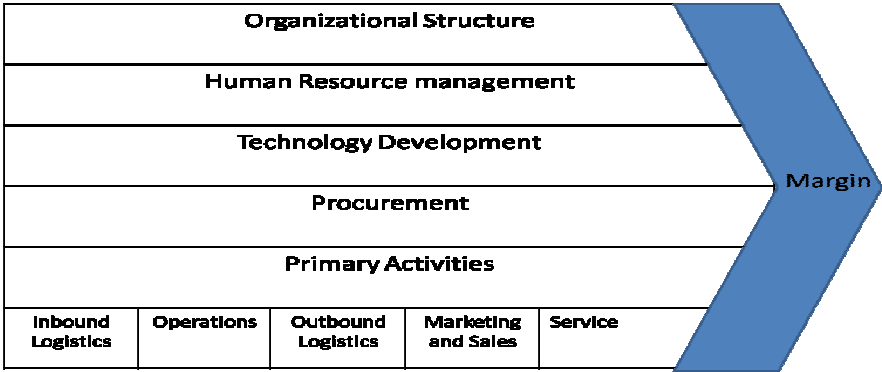 Organizational Structure
Human Resource management
Technology Development
Margin
Procurement
Primary Activities
Inbound
Logistics
Operations
Outbound
Logistics
Marketing
and Sales
Service